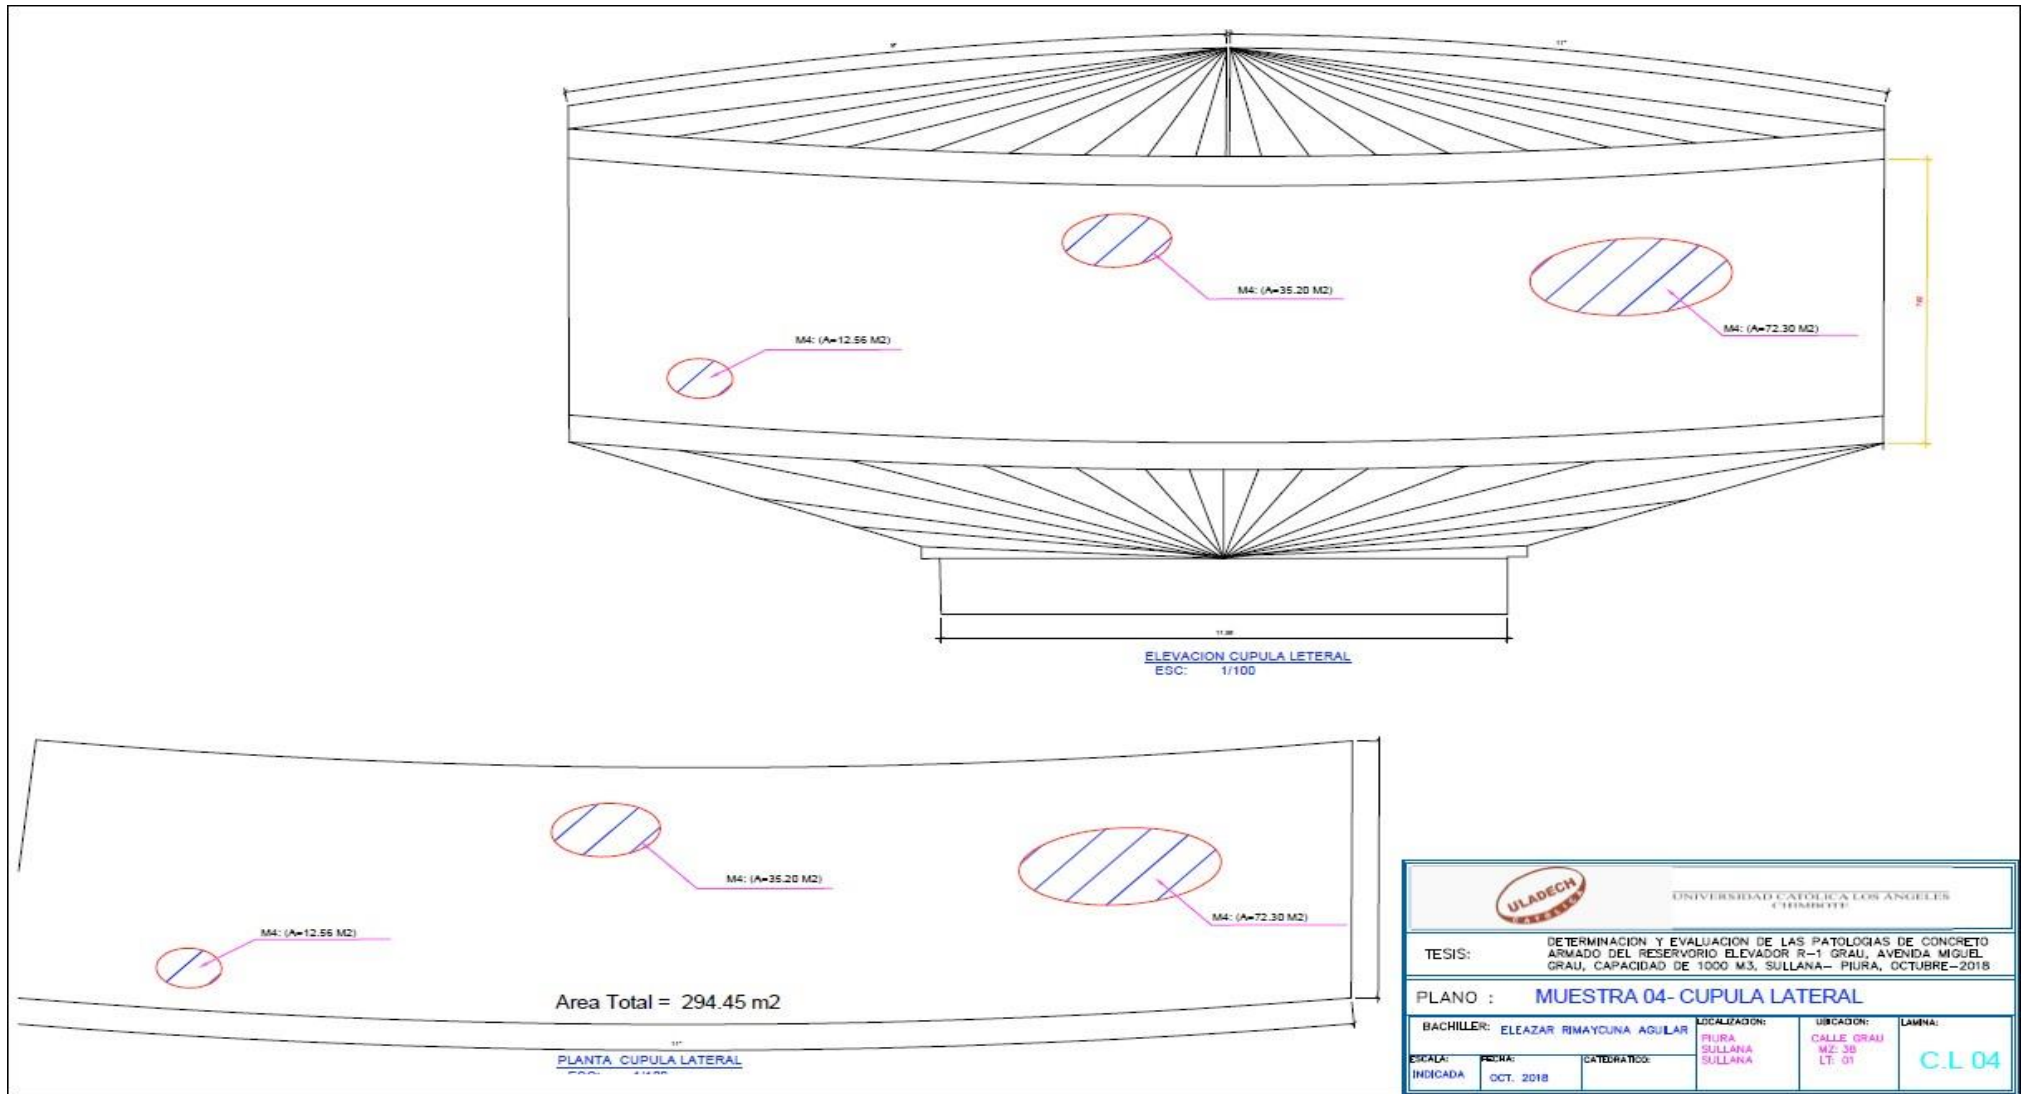 M4: (A=35.20 M2)
M4: (A=72.30 M2)
M4: (A=12.56 M2)
ELEVACION CUPULA LETERAL
ESC: 1/100
M4: (A=35.20 M2)
M4: (A=72.30 M2)
M4: (A=12.56 M2)
Area Total = 294.45 m2
PLANTA CUPULA LATERAL
ULADECH
CATOLICA
UNIVERSIDAD CATÓLICA LOS ÁNGELES
CHIMBOTE
TESIS:
DETERMINACION Y EVALUACION DE LAS PATOLOGIAS DE CONCRETO
ARMADO DEL RESERVORIO ELEVADOR R-1 GRAU, AVENIDA MIGUEL
GRAU, CAPACIDAD DE 1000 M3, SULLANA- PIURA, OCTUBRE-2018
PLANO : MUESTRA 04- CUPULA LATERAL
BACHILLER: ELEAZAR RIMAYCUNA AGUILAR
LOCALIZACION:
PIURA
SULLANA
SULLANA
UBICACION:
CALLE GRAU
MZ: 38
LT: 01
LAMINA:
C.L 04
ESCALA:
INDICADA
FECHA:
OCT. 2018
CATEDRATICO: